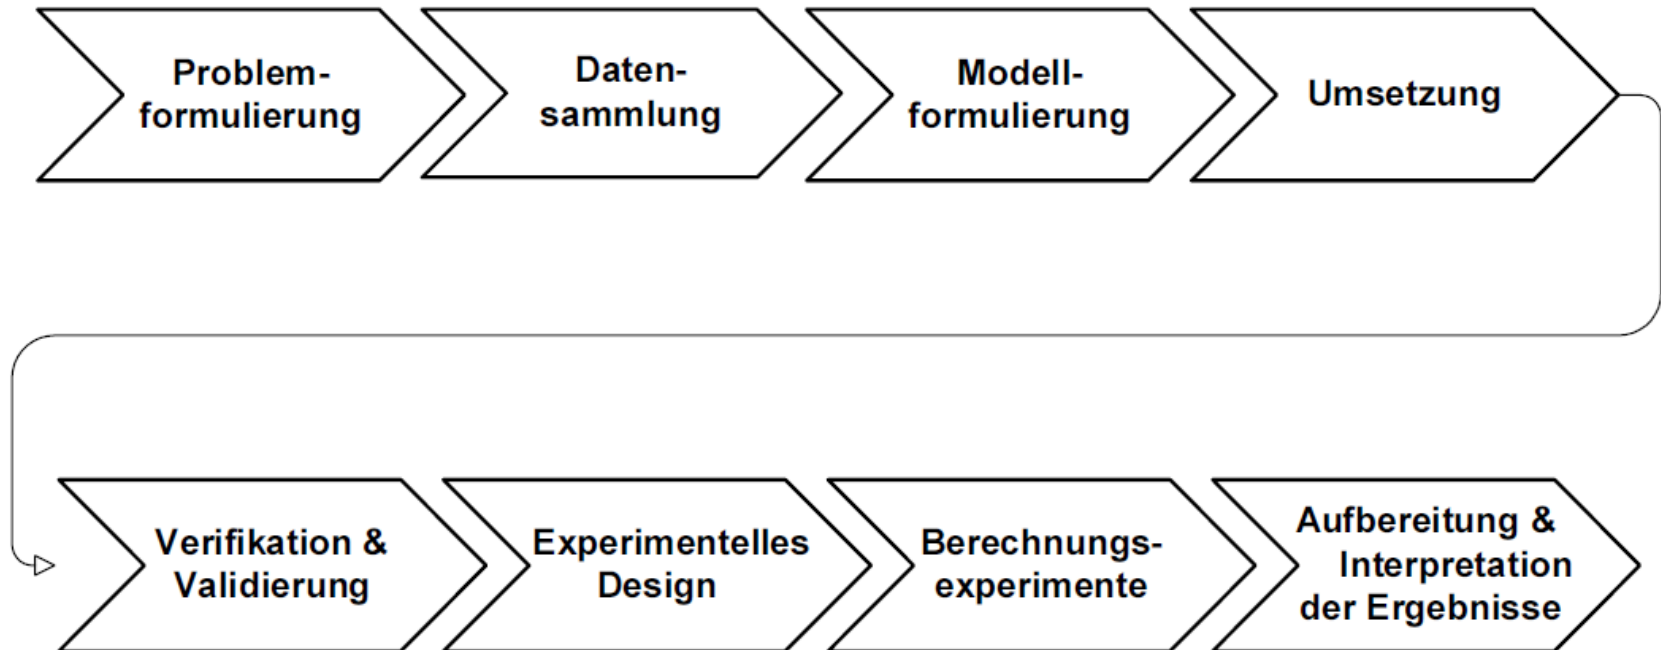 Problem-
formulierung
Daten-
sammlung
Modell-
formulierung
Umsetzung
Verifikation &
Validierung
Experimentelles
Design
Berechnungs-
experimente
Aufbereitung &
Interpretation
der Ergebnisse